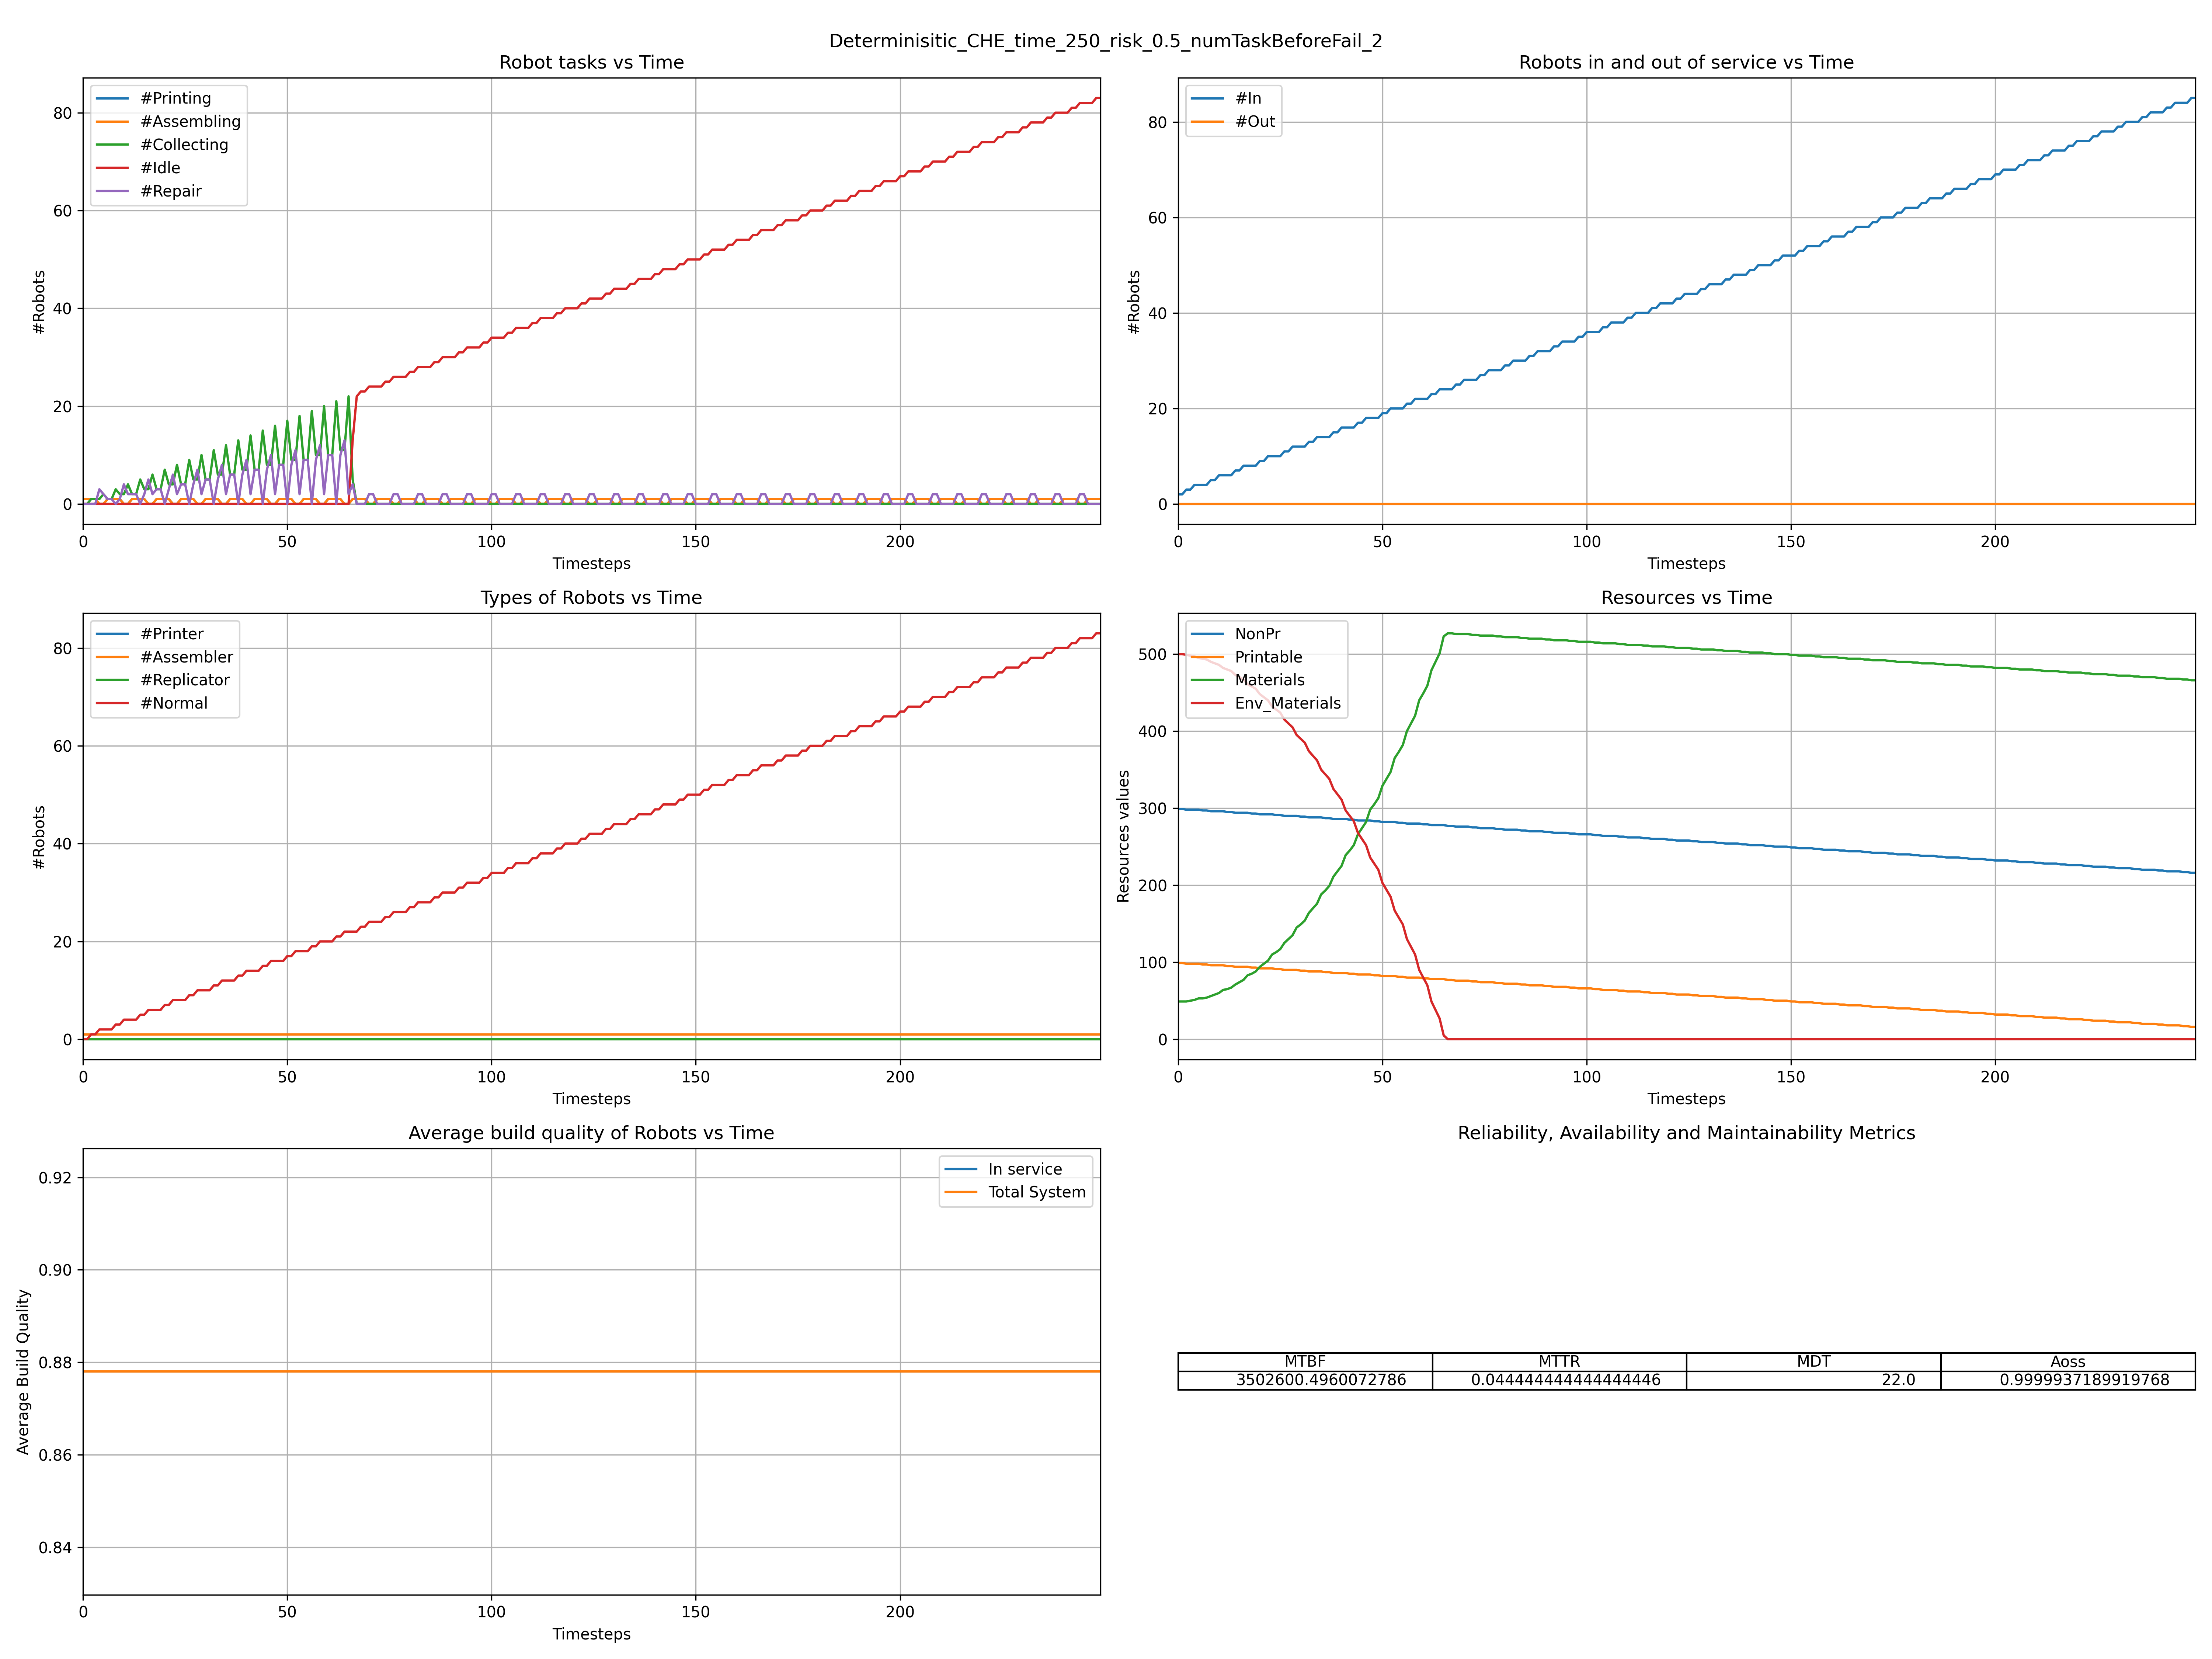 Determinisitic_CHE_time_250_risk_0.5_numTaskBeforeFail_2
Robot tasks vs Time
#Printing
#Assembling
#Collecting
#Idle
#Repair
#Robots
80
60
40
20
0
0 50 100 150 200
Timesteps
Robots in and out of service vs Time
#In
#Out
#Robots
80
60
40
20
0
0 50 100 150 200
Timesteps
Types of Robots vs Time
#Printer
#Assembler
#Replicator
#Normal
#Robots
80
60
40
20
0
0 50 100 150 200
Timesteps
Resources vs Time
NonPr
Printable
Materials
Env_Materials
Resources values
500
400
300
200
100
0
0 50 100 150 200
Timesteps
Average build quality of Robots vs Time
In service
Total System
Average Build Quality
0.92
0.90
0.88
0.86
0.84
0 50 100 150 200
Timesteps
Reliability, Availability and Maintainability Metrics
MTBF MTTR MDT Aoss
3502600.4960072786 0.044444444444444446 22.0 0.9999937189919768